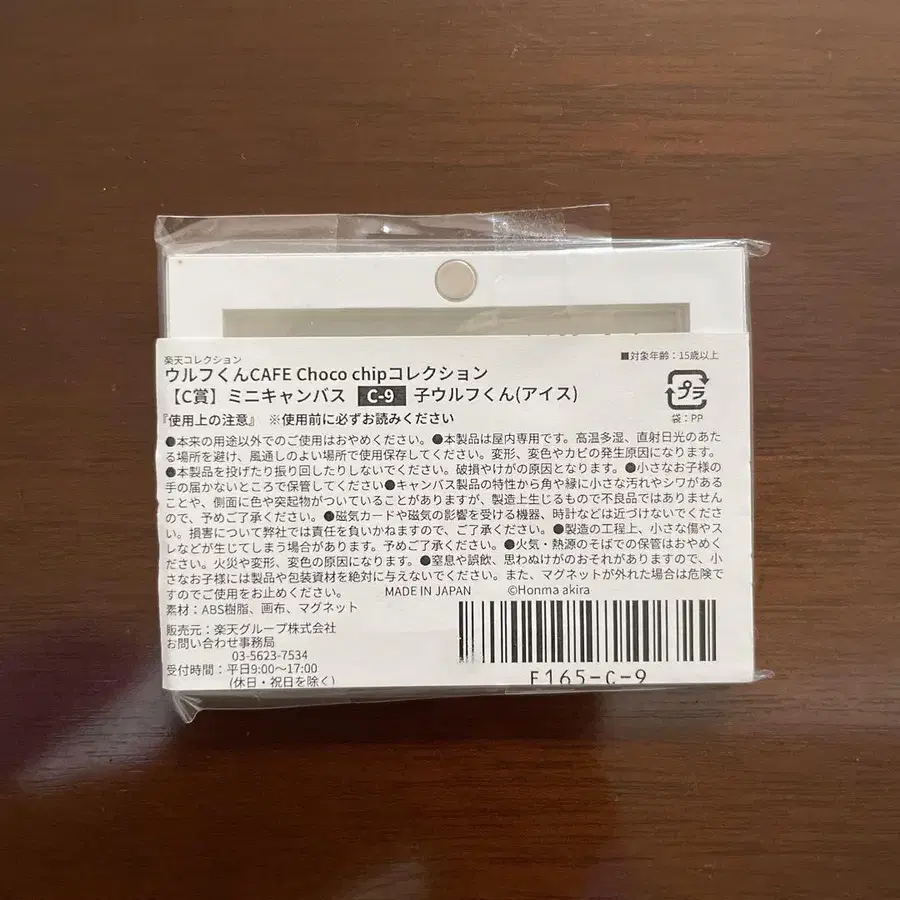 楽天コレクション
■対象年齢：15歳以上
ウルフくんCAFE Choco chipコレクション
【C賞】ミニキャンバス C-9 子ウルフくん(アイス)
プラ
袋：PP
『使用上の注意』 ※使用前に必ずお読みください
●本来の用途以外でのご使用はおやめください。●本製品は屋内専用です。高温多湿、直射日光のあた
る場所を避け、風通しのよい場所で使用保存してください。変形、変色やカビの発生原因になります。
●本製品を投げたり振り回したりしないでください。破損やけがの原因となります。●小さなお子様の
手の届かないところで保管してください●キャンバス製品の特性から角や縁に小さな汚れやシワがある
ことや、側面に色や突起物がついていることがありますが、製造上生じるもので不良品ではありません
ので、予めご了承ください。●磁気カードや磁気の影響を受ける機器、時計などは近づけないでくださ
い。損害について弊社では責任を負いかねますので、ご了承ください。●製造の工程上、小さな傷やス
レなどが生じてしまう場合があります。予めご了承ください。●火気・熱源のそばでの保管はおやめく
ださい。火災や変形、変色の原因になります。●窒息や誤飲、思わぬけがのおそれがありますので、小
さなお子様には製品や包装資材を絶対に与えないでください。また、マグネットが外れた場合は危険で
すのでご使用をお止めください。 MADE IN JAPAN ©Honma akira
素材：ABS樹脂、画布、マグネット
販売元：楽天グループ株式会社
お問い合わせ事務局
03-5623-7534
受付時間：平日9:00〜17:00
(休日・祝日を除く)
F165-C-9